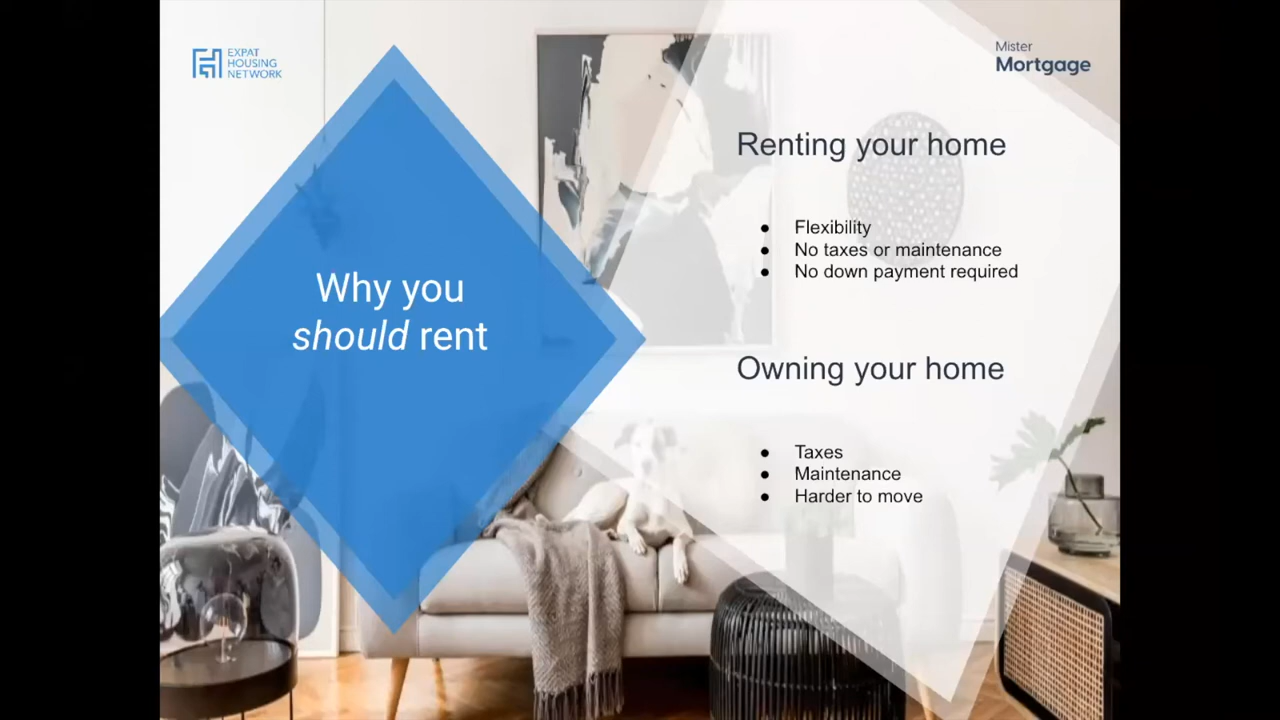 EXPAT
HOUSING
NETWORK
Mister
Mortgage
Why you
should rent
Renting your home
● Flexibility
● No taxes or maintenance
● No down payment required
Owning your home
● Taxes
● Maintenance
● Harder to move